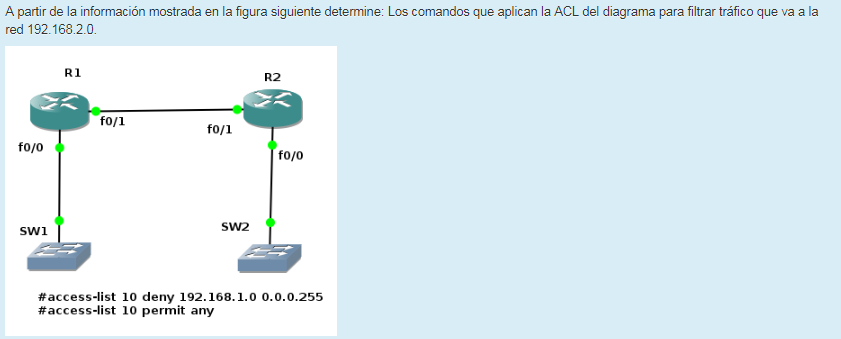 A partir de la información mostrada en la figura siguiente determine: Los comandos que aplican la ACL del diagrama para filtrar tráfico que va a la
red 192.168.2.0.
R1
R2
f0/1
f0/1
f0/0
f0/0
SW1
SW2
#access-list 10 deny 192.168.1.0 0.0.0.255
#access-list 10 permit any